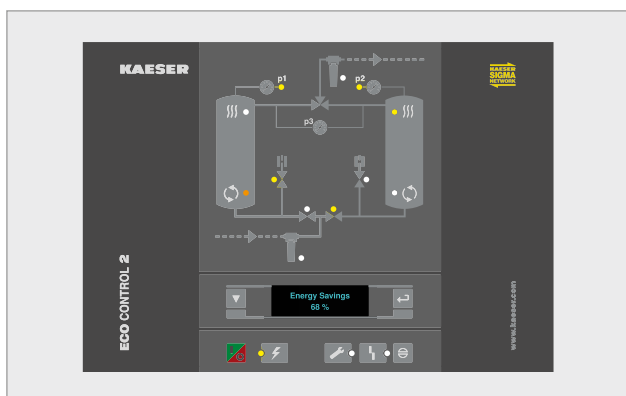 KAESER
p1
p2
KAESER
SIGMA
NETWORK
p3
ECO CONTROL 2
Energy Savings
68 %
www.kaeser.com